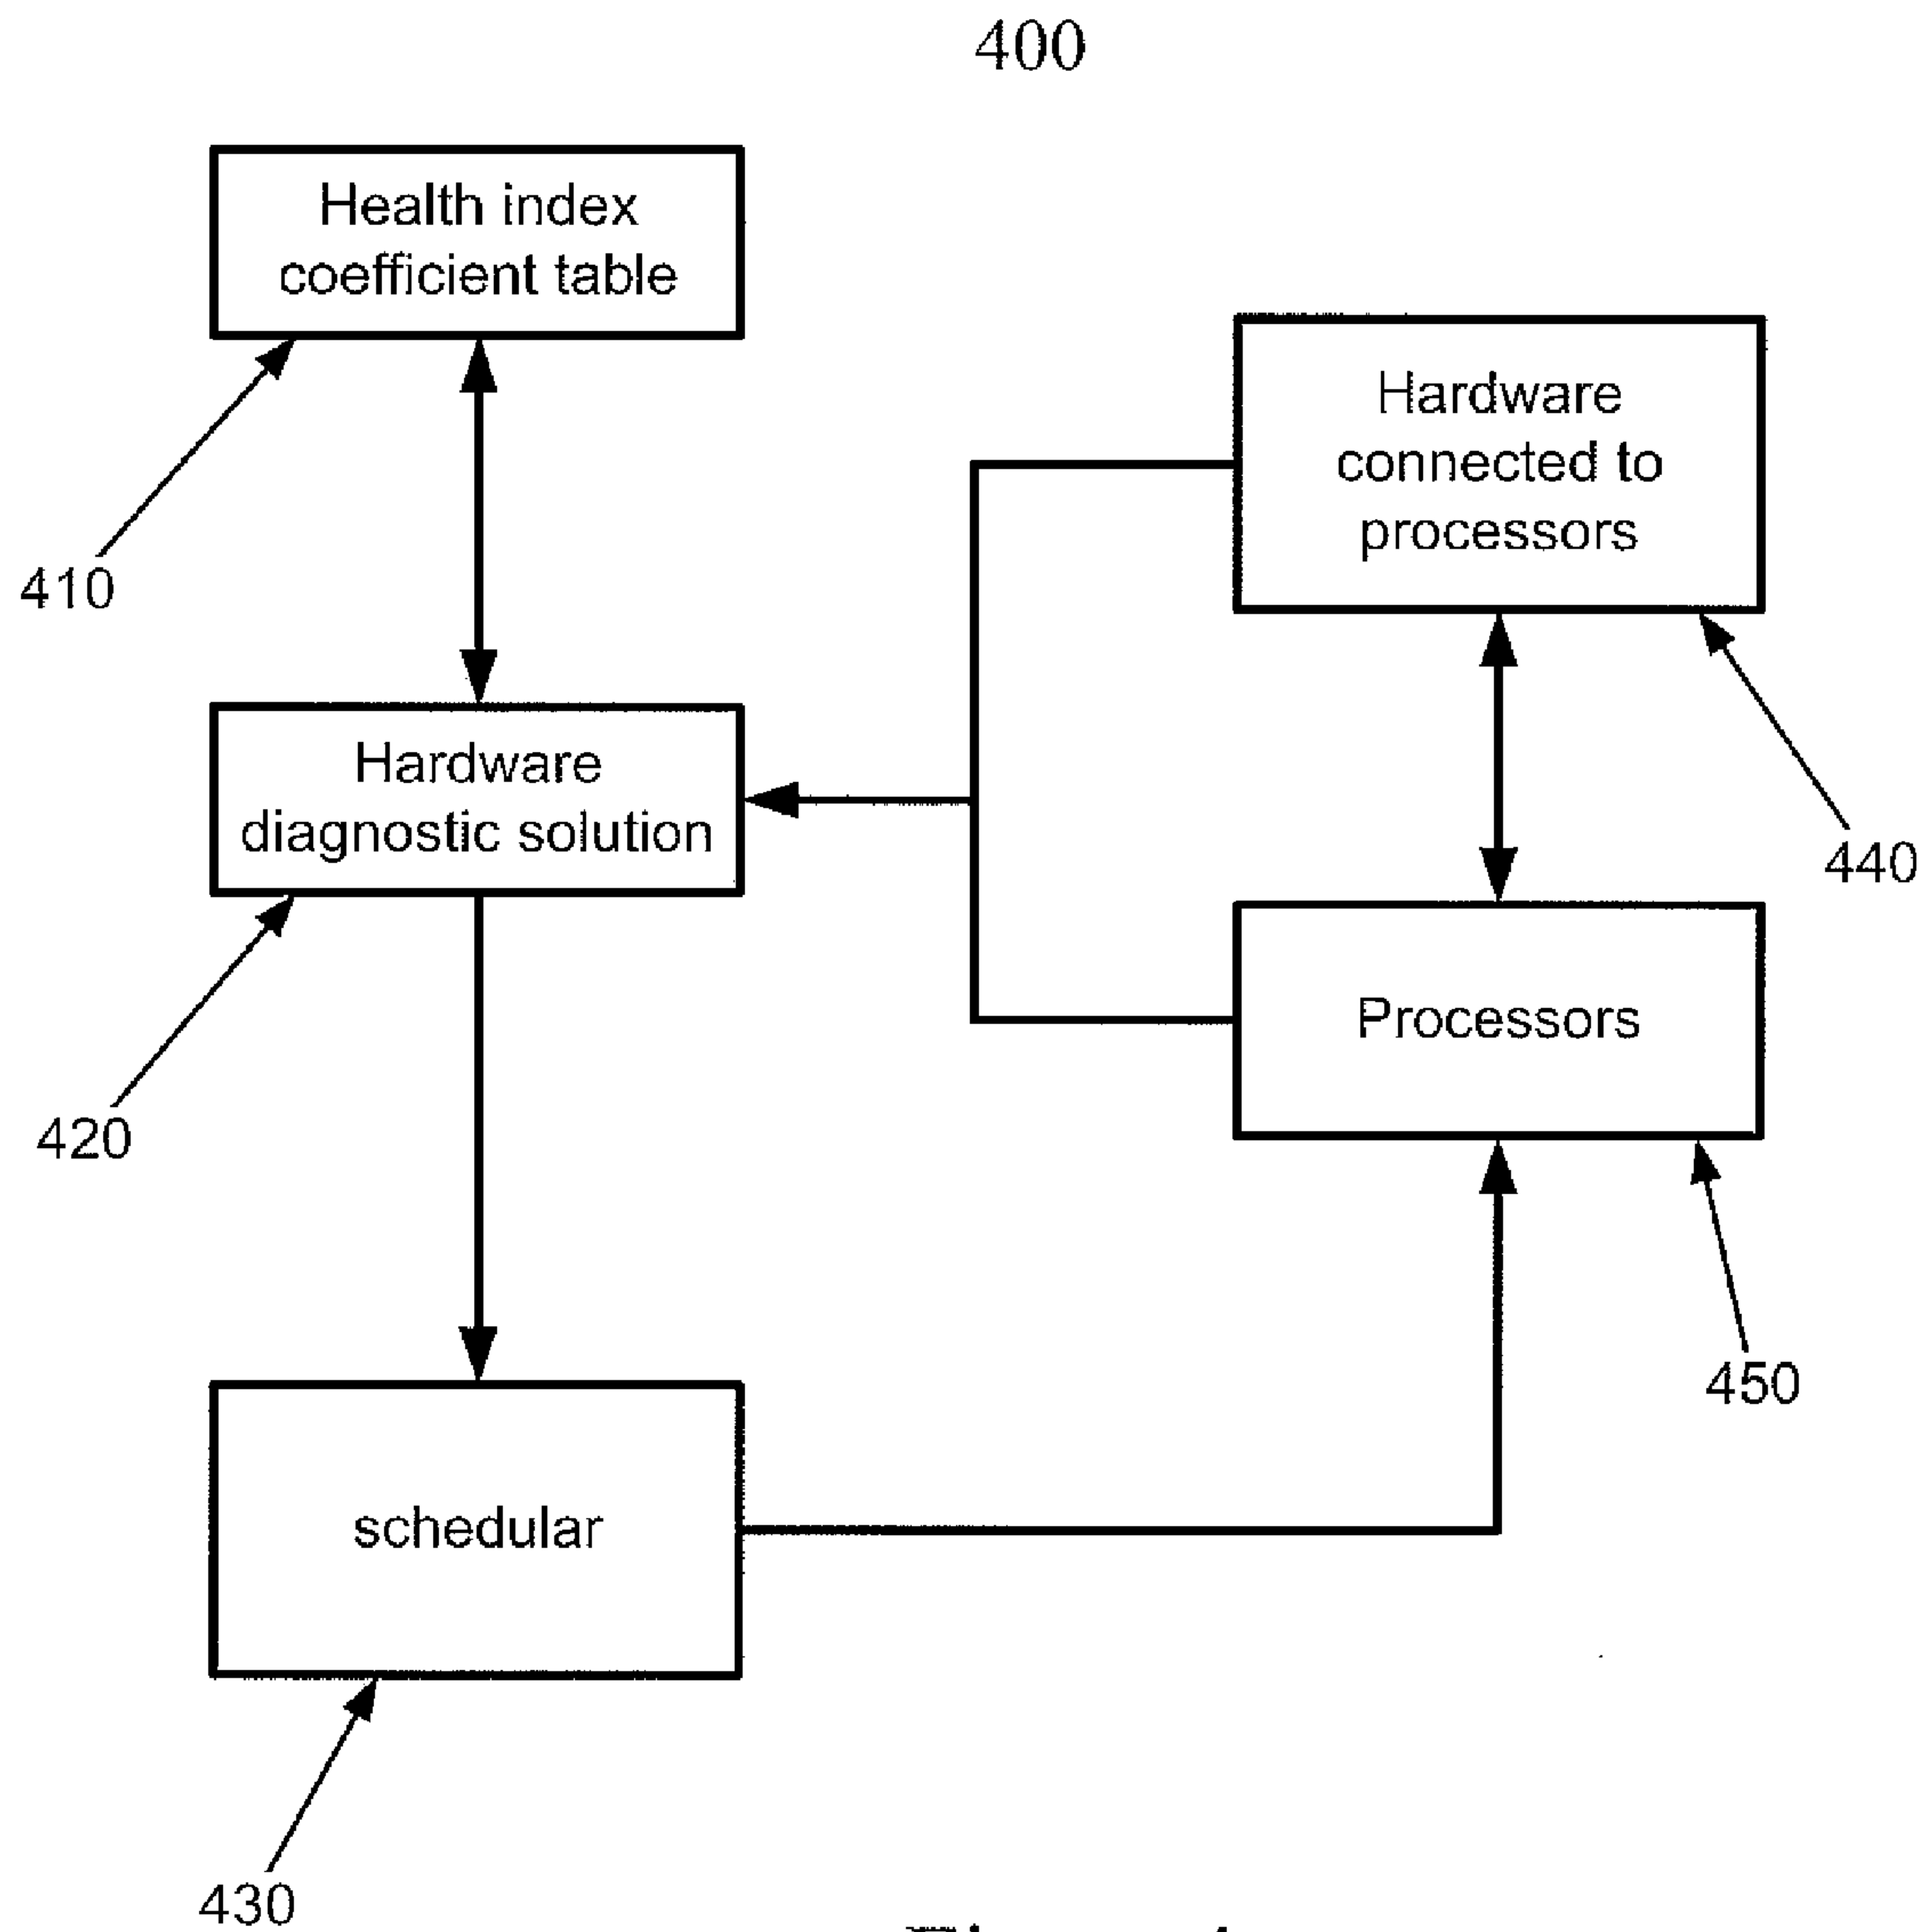 400
Health index
coefficient table
410
Hardware
connected to
processors
440
Hardware
diagnostic solution
420
Processors
450
schedular
430